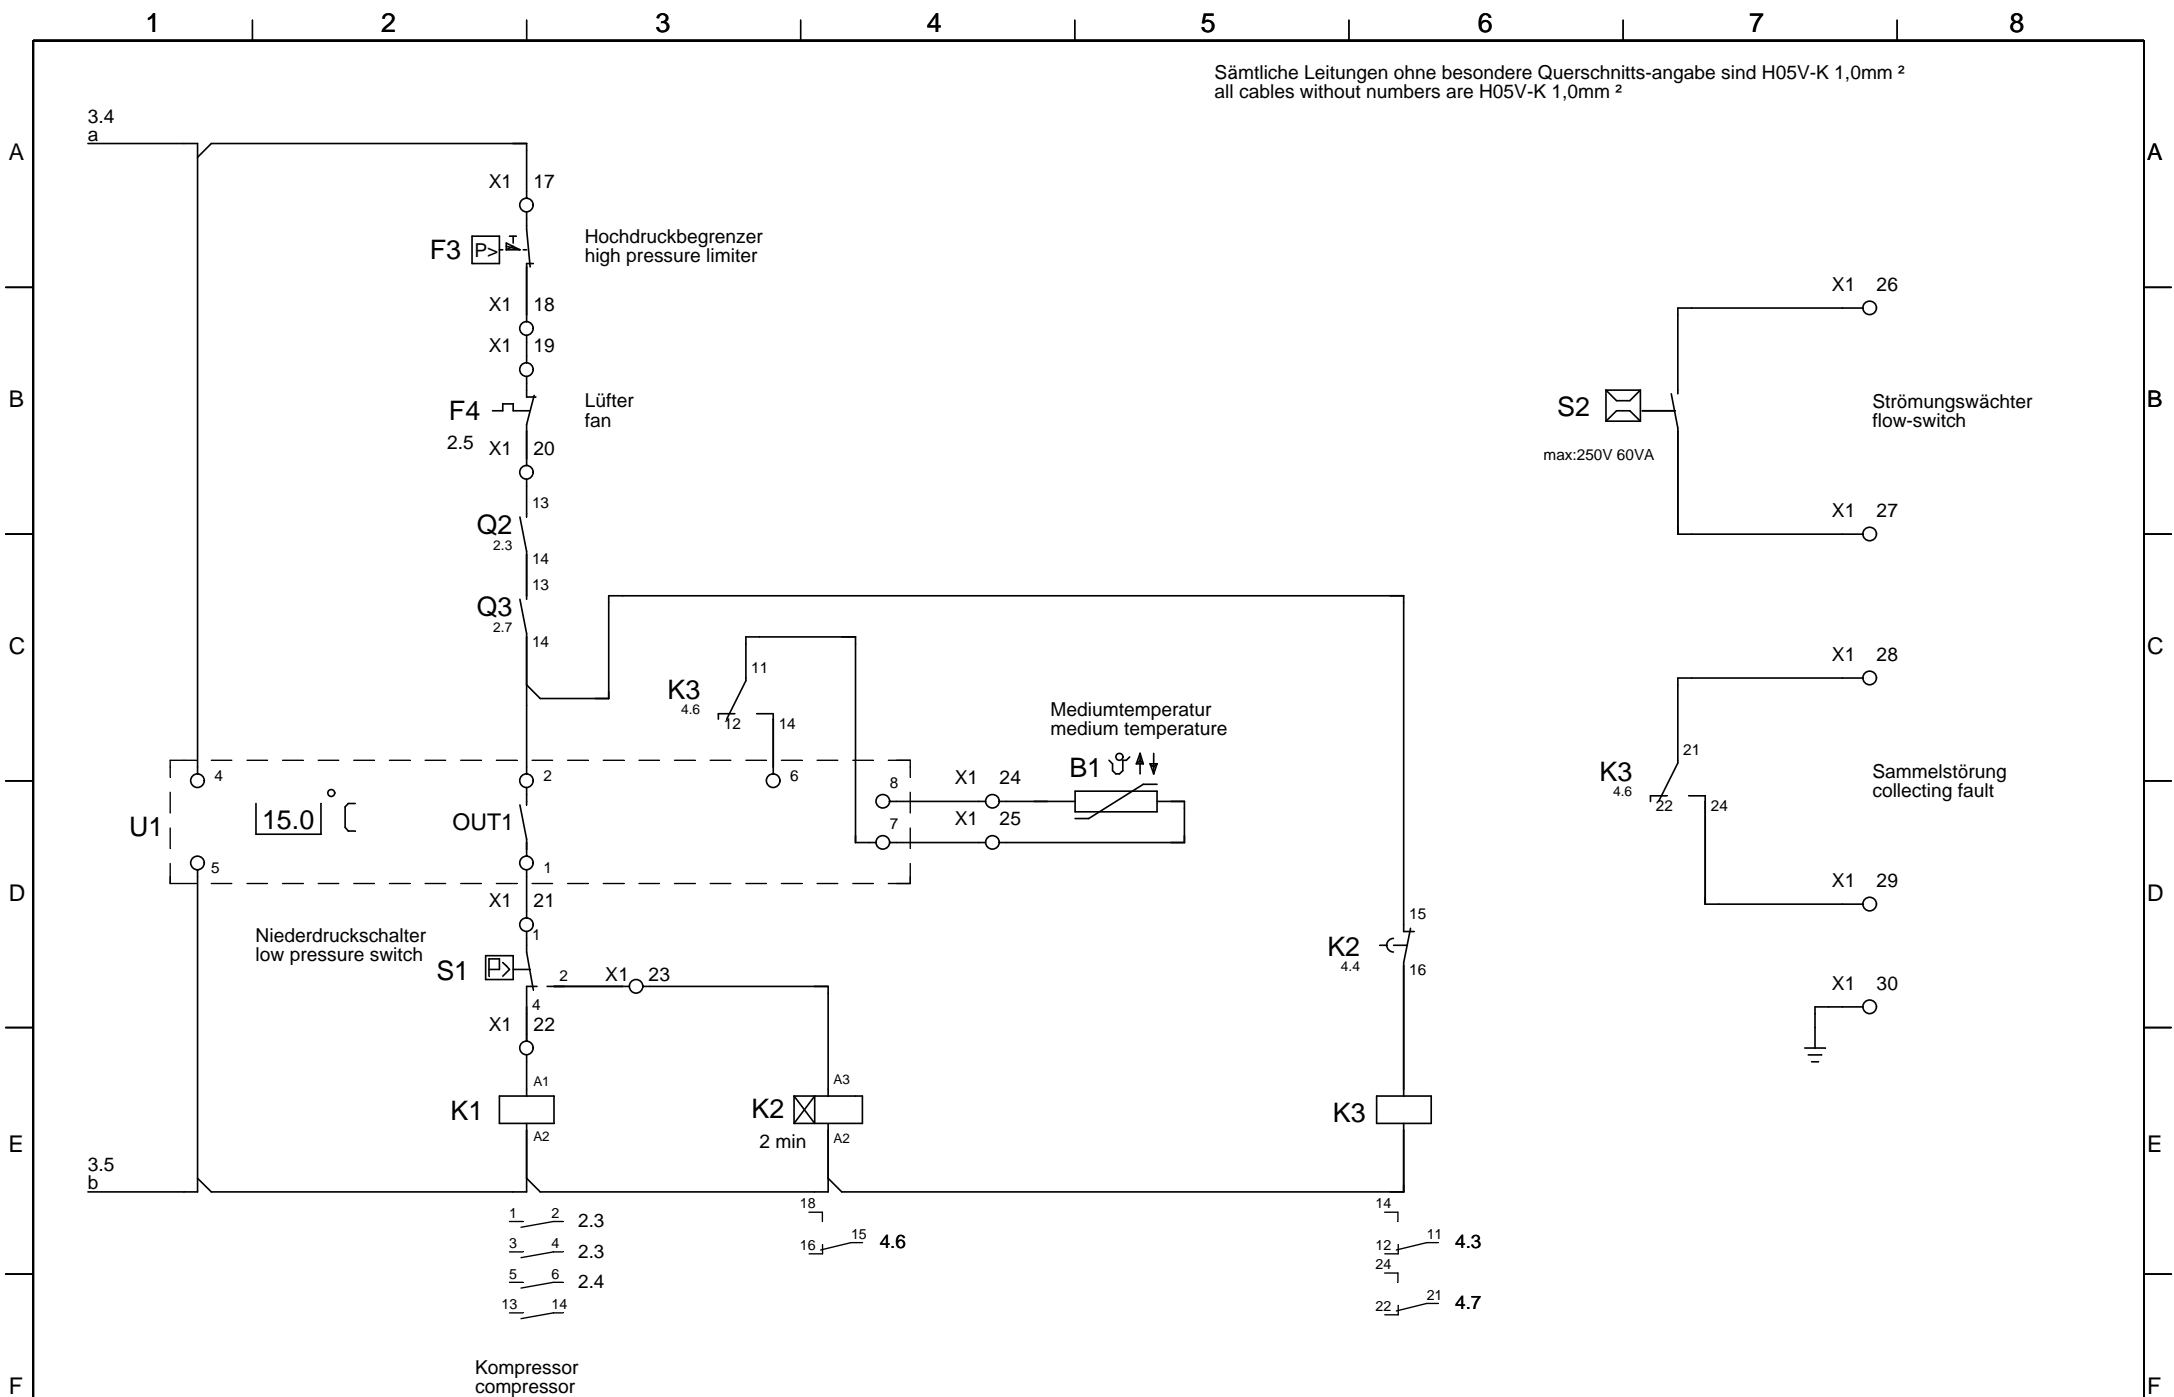 1 2 3 4 5 6 7 8
Sämtliche Leitungen ohne besondere Querschnitts-angabe sind H05V-K 1,0mm ²
all cables without numbers are H05V-K 1,0mm ²
3.4
a
A A
X1 17
F3 P>
Hochdruckbegrenzer
high pressure limiter
X1 18
X1 19
X1 26
B B
F4
2.5
Lüfter
fan
X1 20
S2
max:250V 60VA
Strömungswächter
flow-switch
13
Q2
2.3
14
X1 27
13
Q3
2.7
14
C C
11
K3
4.6
12 14
X1 28
Mediumtemperatur
medium temperature
B1
21
K3
4.6
22 24
Sammelstörung
collecting fault
4 2 6 8
X1 24
U1
15.0 °C
OUT1
7
X1 25
5 1
D D
X1 21
X1 29
1
Niederdruckschalter
low pressure switch
S1 P>
2
X1 23
4
15
K2
4.4
16
X1 22
X1 30
A1
K1
A2
A3
K2
2 min
A2
K3
E E
3.5
b
1 2 2.3
3 4 2.3
5 6 2.4
13 14
18
16 15 4.6
14
12 11 4.3
24
22 21 4.7
Kompressor
compressor
F F